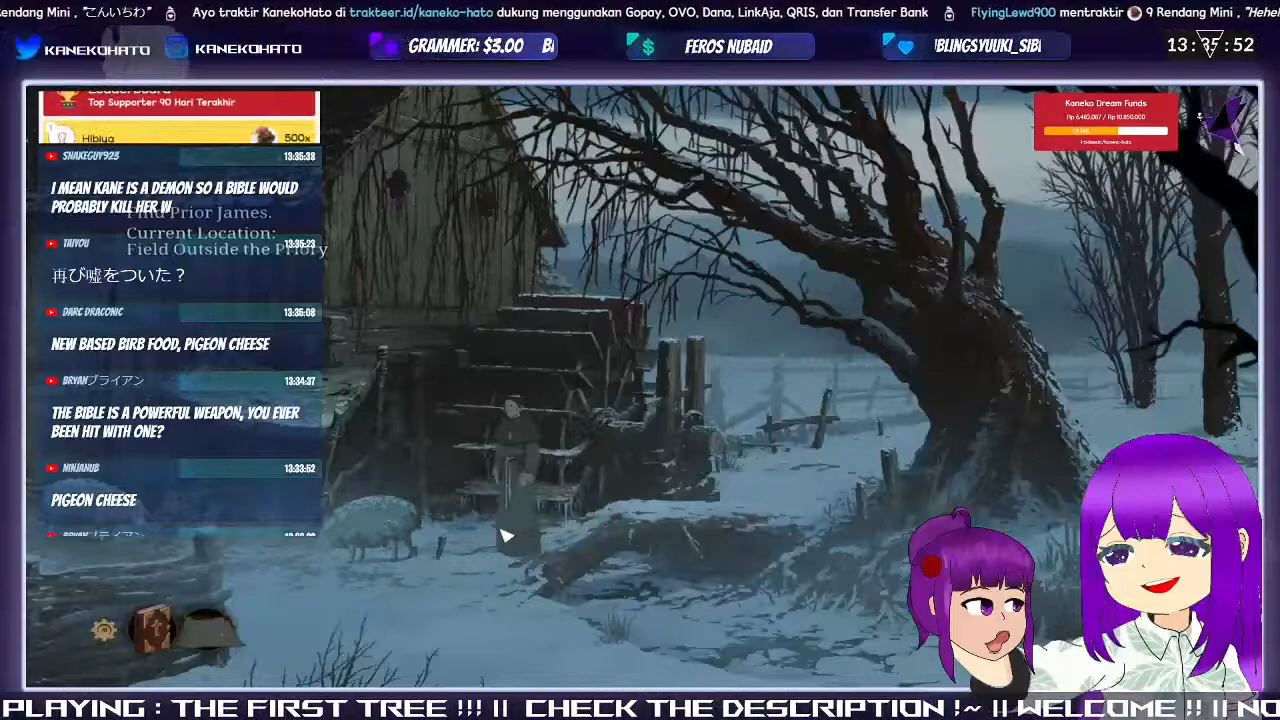 endang Mini , "こんいちわ" Ayo traktir KanekoHato di trakteer.id/kaneko-hato dukung menggunakan Gopay, OVO, Dana, LinkAja, QRIS, dan Transfer Bank FlyingLewd900 mentraktir 9 Rendang Mini , "Hehe
KANEKOHATO KANEKOHATO GRAMMER: $3.00 FEROS NUBAID IBLINGSYUUKI_SIBI 13:35:52
Top Supporter 90 Hari Terakhir
Hibiya 500x
Kaneko Dream Funds
SNAKEGUY923 13:35:38
I MEAN KANE IS A DEMON SO A BIBLE WOULD
PROBABLY KILL HER W
Find Prior James.
Current Location:
Field Outside the Priory
TAIYOU 13:35:23
再び嘘をついた？
DARC DRACONIC 13:35:08
NEW BASED BIRB FOOD, PIGEON CHEESE
BRYANブライアン 13:34:37
THE BIBLE IS A POWERFUL WEAPON, YOU EVER
BEEN HIT WITH ONE?
NINJANUB 13:33:52
PIGEON CHEESE
PLAYING : THE FIRST TREE !!! || CHECK THE DESCRIPTION !~ || WELCOME !! || NO